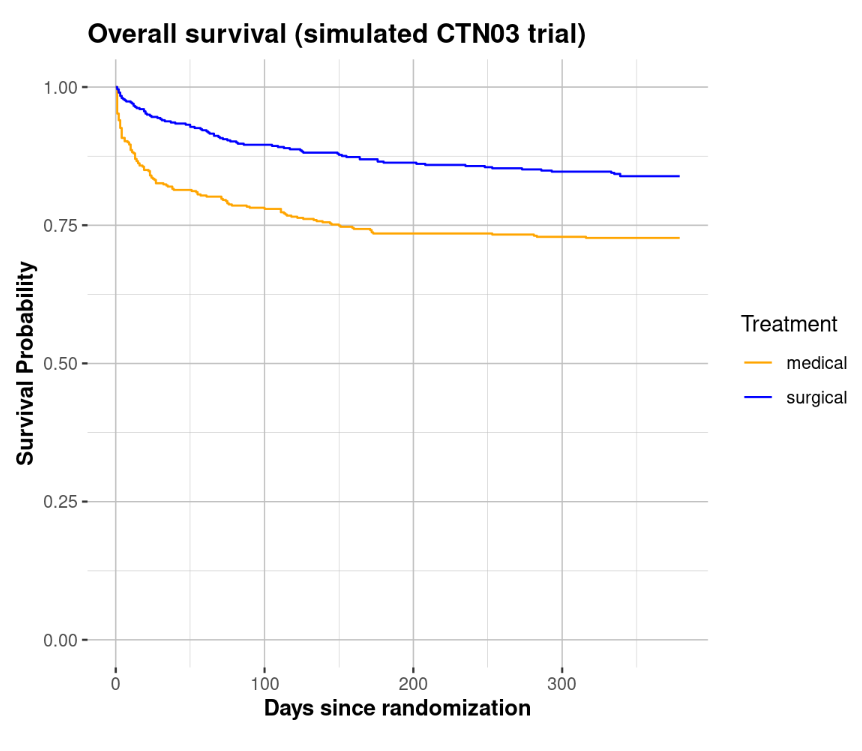 Overall survival (simulated CTN03 trial)
1.00
0.75
0.50
0.25
0.00
Survival Probability
0
100
200
300
Days since randomization
Treatment
medical
surgical